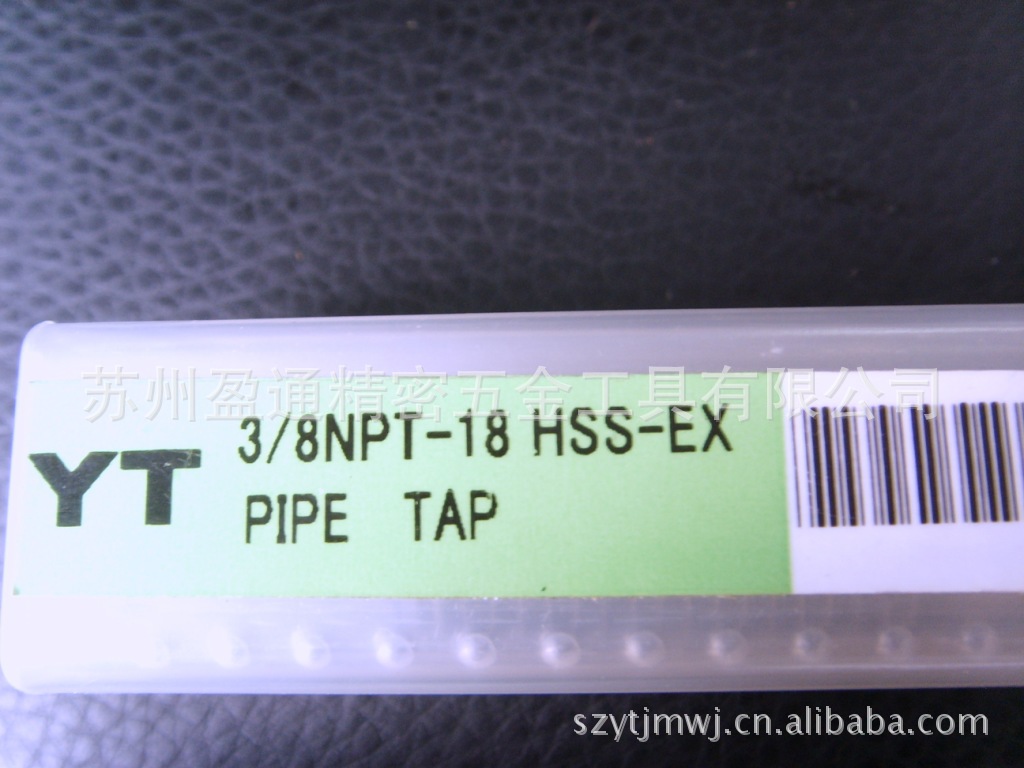 苏州盈通精密五金工具有限公司
YT
3/8NPT-18 HSS-EX
PIPE TAP
szytjmwj.cn.alibaba.com